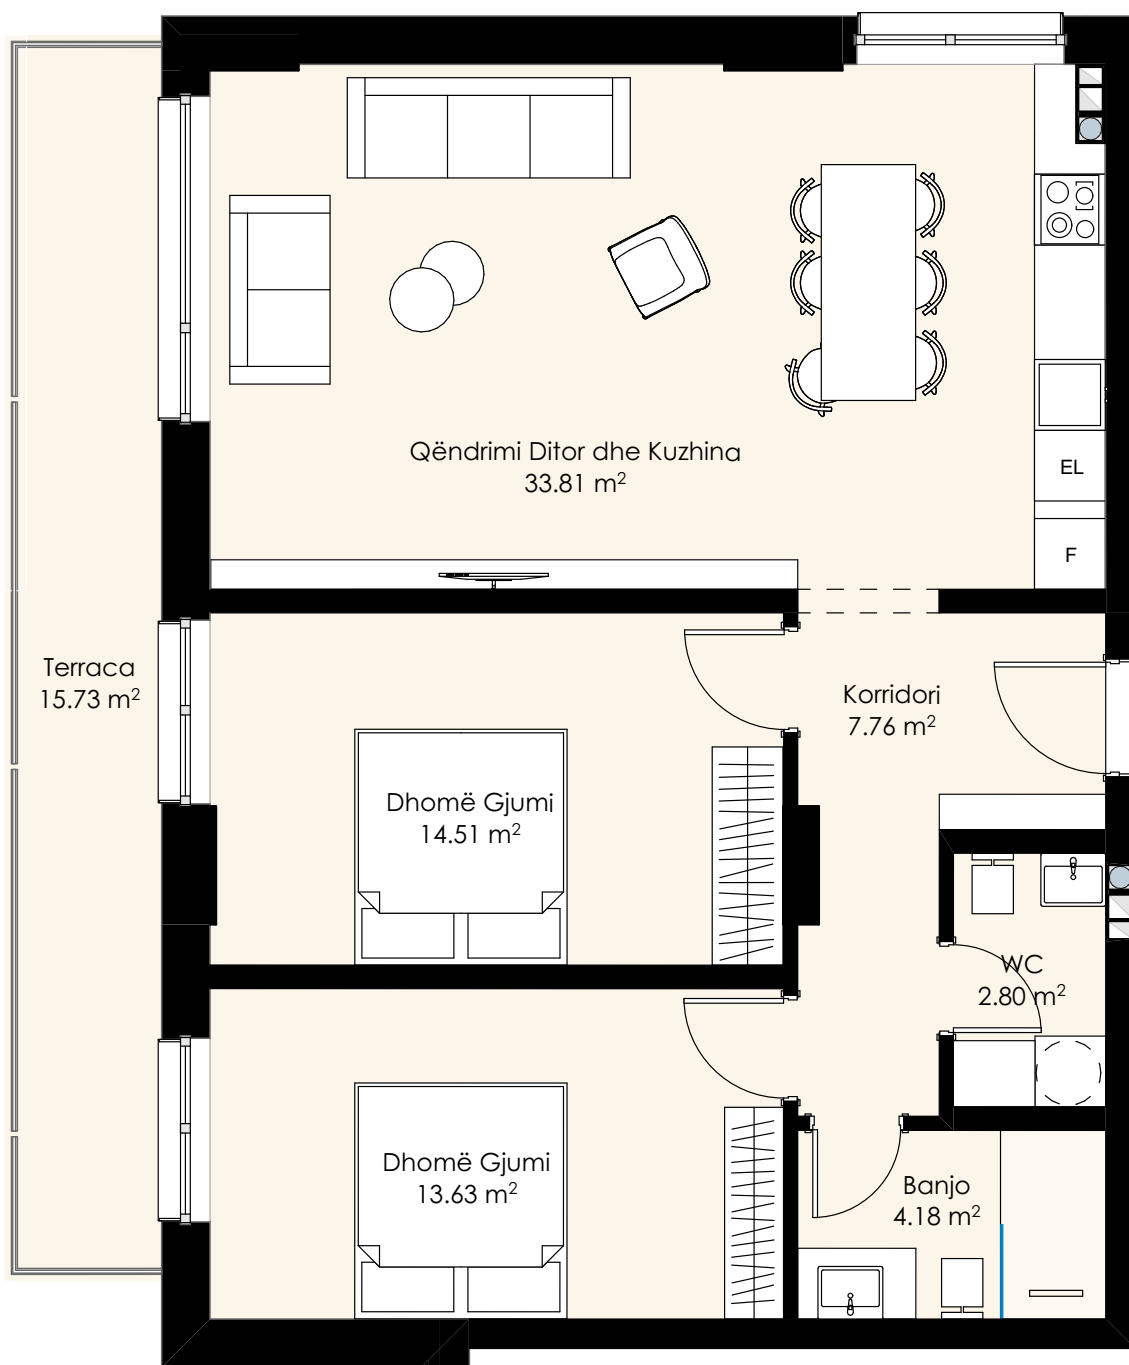 Qëndrimi Ditor dhe Kuzhina
33.81 m²
EL
F
Terraca
15.73 m²
Korridori
7.76 m²
Dhomë Gjumi
14.51 m²
WC
2.80 m²
Dhomë Gjumi
13.63 m²
Banjo
4.18 m²